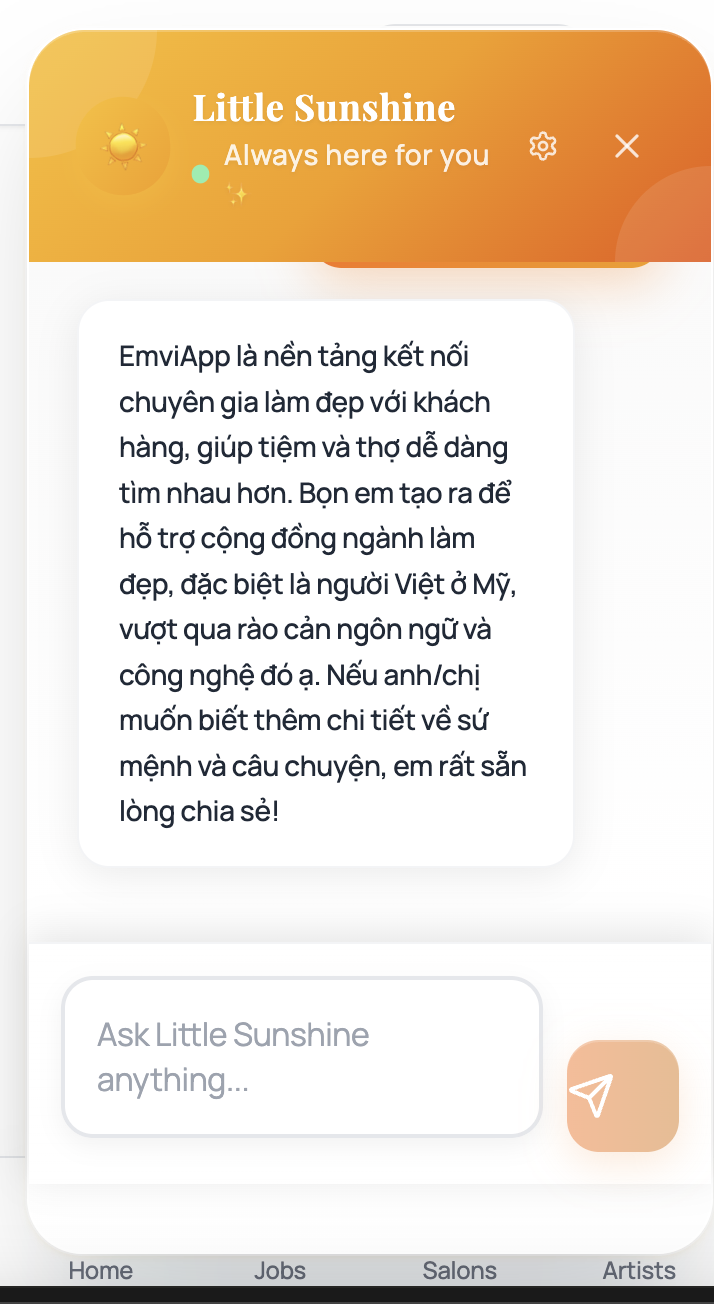 Little Sunshine
Always here for you
✨
EmviApp là nền tảng kết nối
chuyên gia làm đẹp với khách
hàng, giúp tiệm và thợ dễ dàng
tìm nhau hơn. Bọn em tạo ra để
hỗ trợ cộng đồng ngành làm
đẹp, đặc biệt là người Việt ở Mỹ,
vượt qua rào cản ngôn ngữ và
công nghệ đó ạ. Nếu anh/chị
muốn biết thêm chi tiết về sứ
mệnh và câu chuyện, em rất sẵn
lòng chia sẻ!
Ask Little Sunshine
anything...
Home Jobs Salons Artists